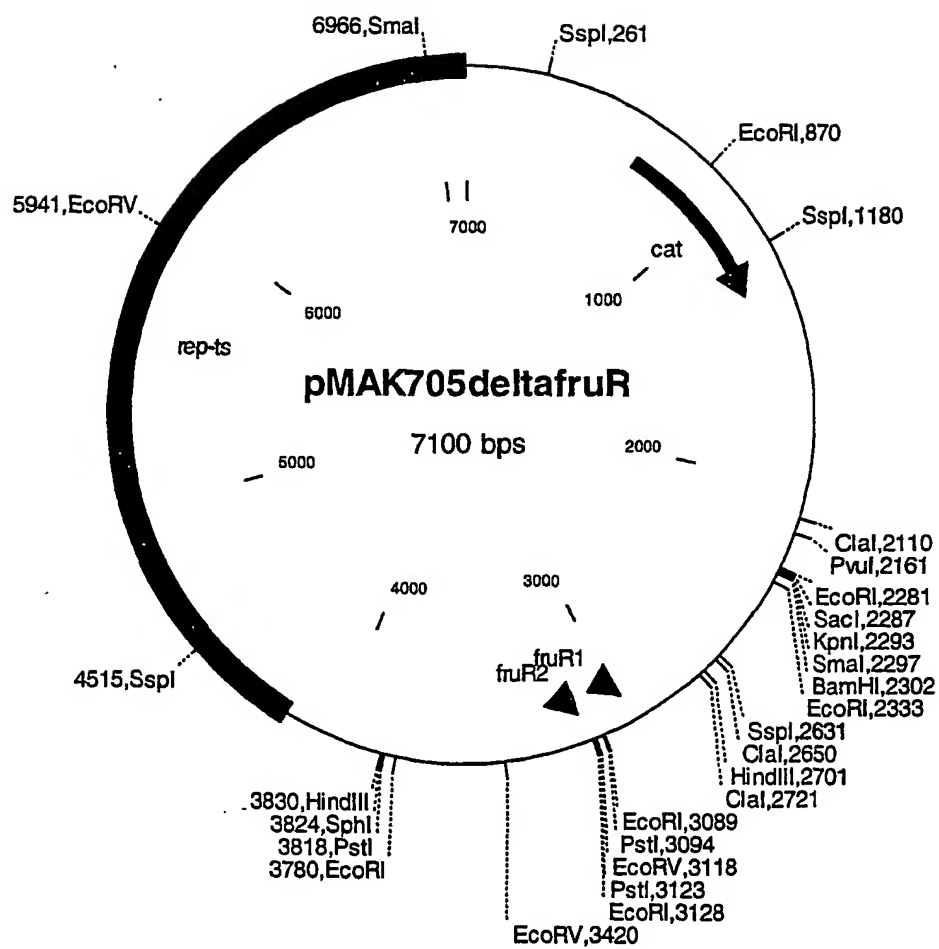 6966,SmaI
SspI,261
EcoRI,870
5941,EcoRV
SspI,1180
7000
cat
1000
6000
rep-ts
pMAK705deltafruR
7100 bps
2000
5000
ClaI,2110
PvuI,2161
4000
3000
EcoRI,2281
SacI,2287
KpnI,2293
SmaI,2297
BamHI,2302
EcoRI,2333
fruR1
fruR2
4515,SspI
SspI,2631
ClaI,2650
HindIII,2701
ClaI,2721
3830,HindIII
3824,SphI
3818,PstI
3780,EcoRI
EcoRI,3089
PstI,3094
EcoRV,3118
PstI,3123
EcoRI,3128
EcoRV,3420